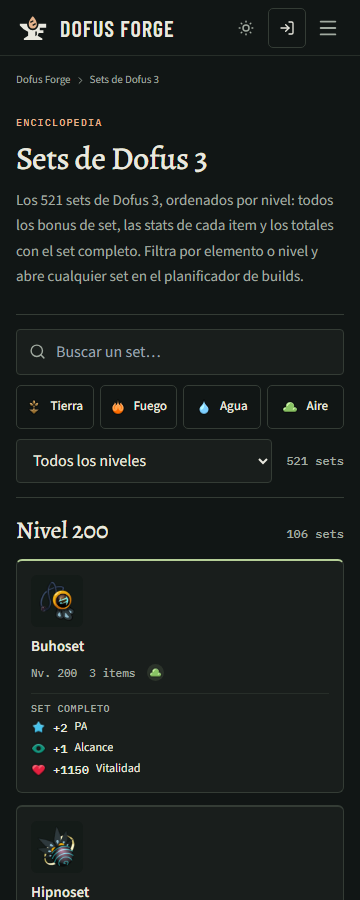 DOFUS FORGE
Dofus Forge > Sets de Dofus 3
ENCICLOPEDIA
Sets de Dofus 3
Los 521 sets de Dofus 3, ordenados por nivel: todos
los bonus de set, las stats de cada item y los totales
con el set completo. Filtra por elemento o nivel y
abre cualquier set en el planificador de builds.
Buscar un set…
Tierra Fuego Agua Aire
Todos los niveles 521 sets
Nivel 200 106 sets
Buhoset
Nv. 200 3 items
SET COMPLETO
+2 PA
+1 Alcance
+1150 Vitalidad
Hipnoset